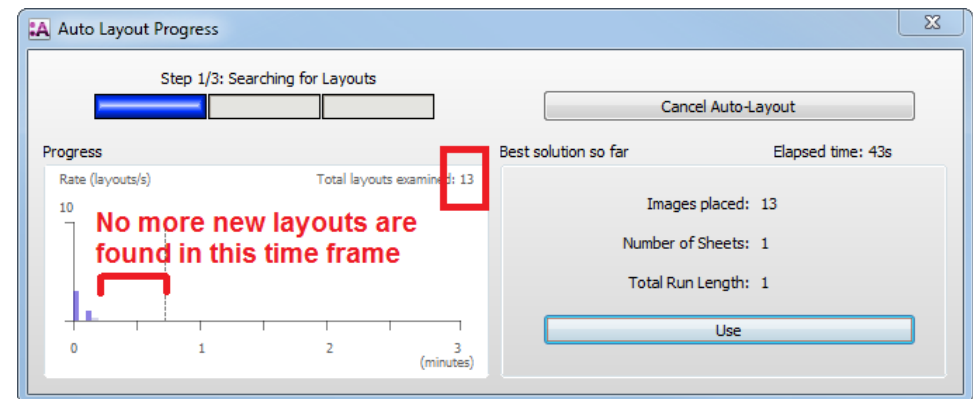 :A Auto Layout Progress
Step 1/3: Searching for Layouts
Cancel Auto-Layout
Progress
Rate (layouts/s) Total layouts examined: 13
10
No more new layouts are
found in this time frame
0 1 2 3
(minutes)
Best solution so far Elapsed time: 43s
Images placed: 13
Number of Sheets: 1
Total Run Length: 1
Use